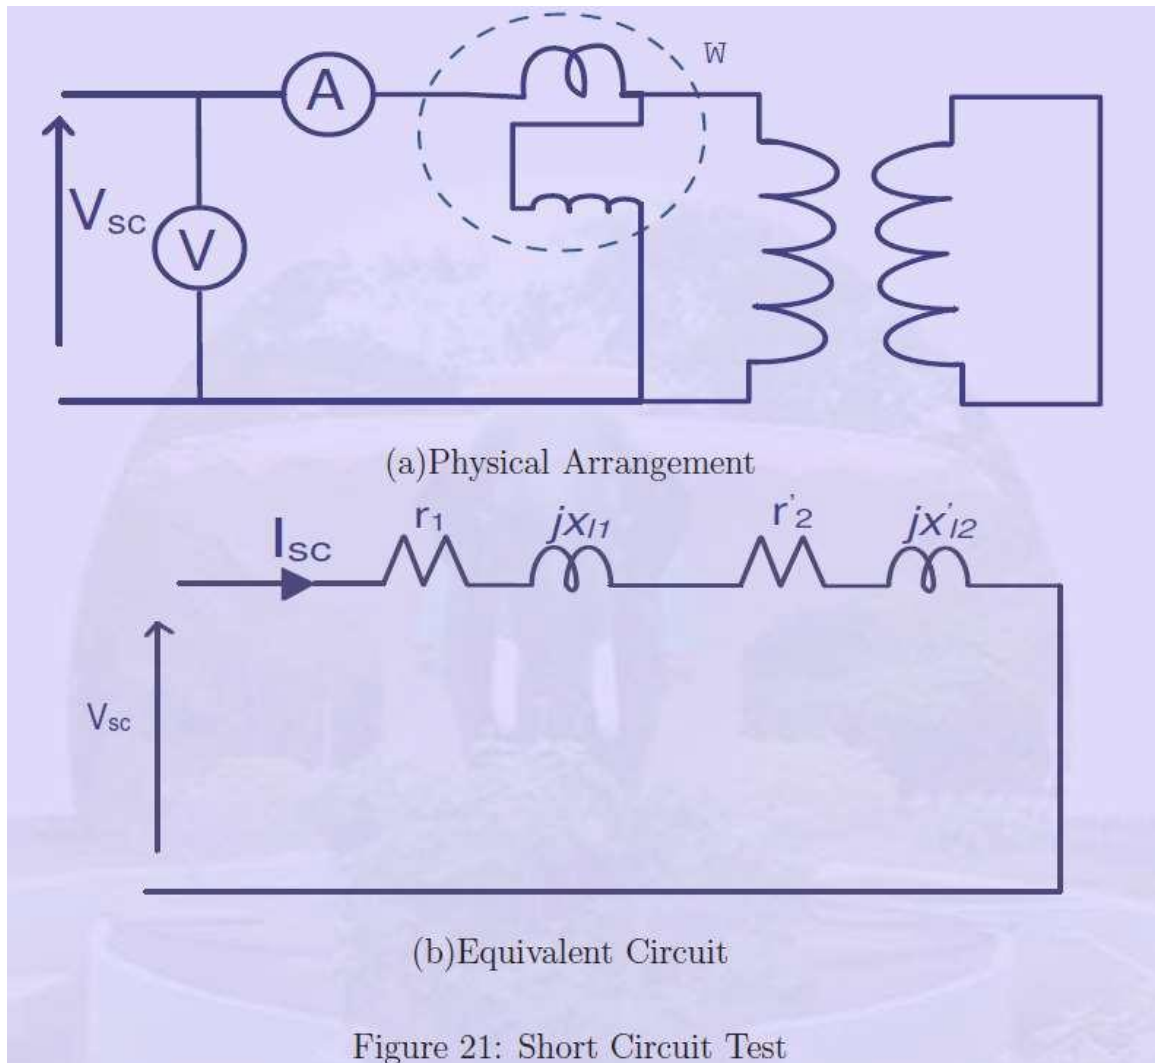 W
A
V
Vsc
(a)Physical Arrangement
Isc
r1
jxl1
r'2
jx'l2
Vsc
(b)Equivalent Circuit
Figure 21: Short Circuit Test